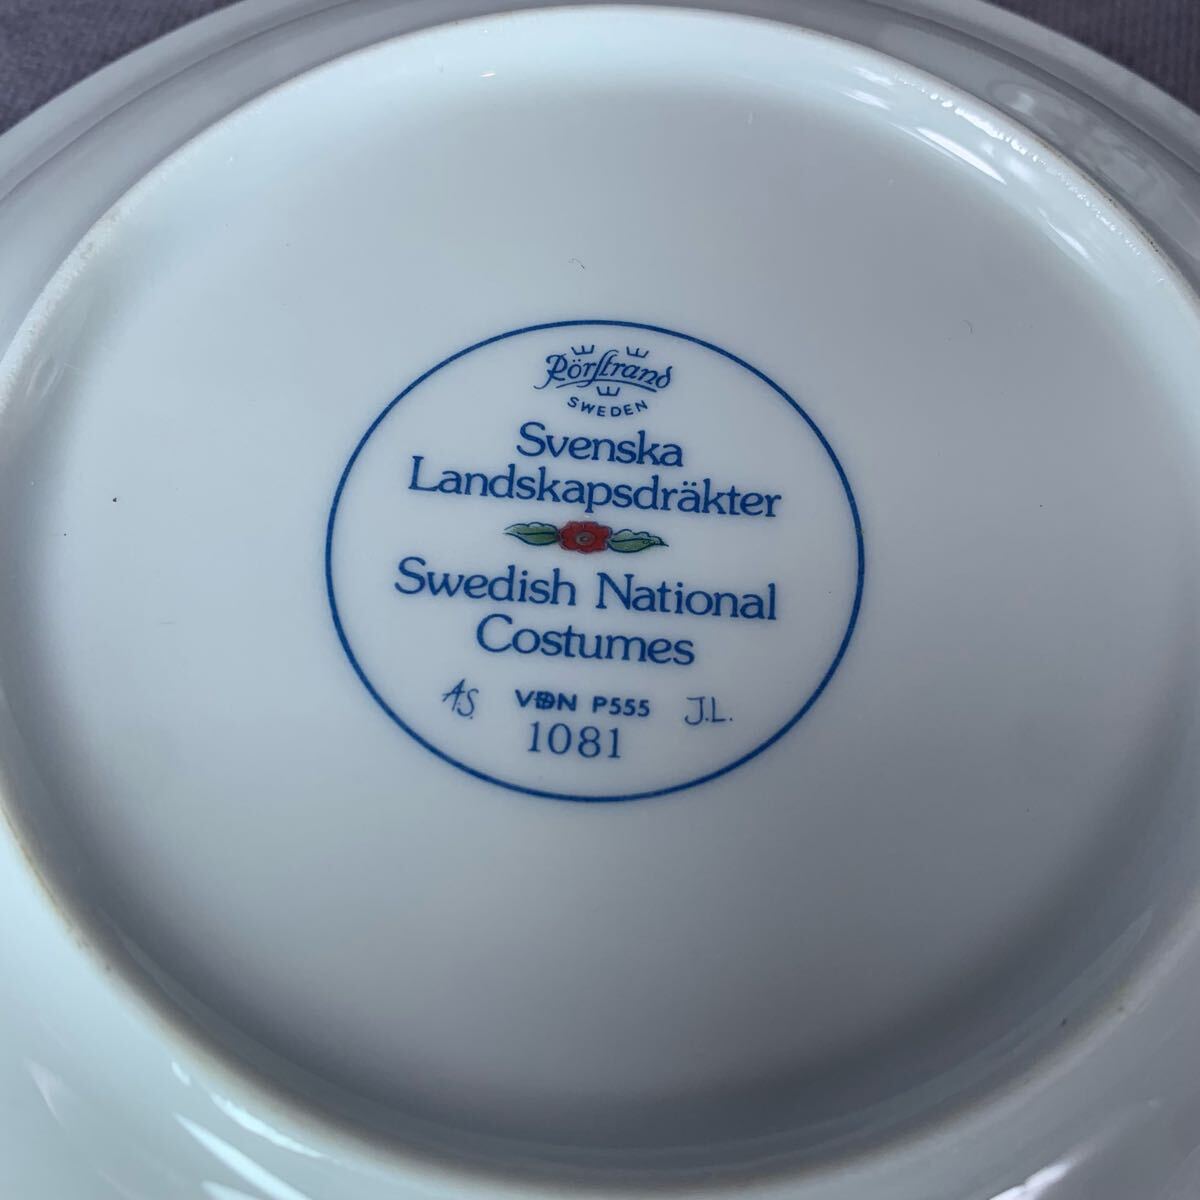 Rörstrand
SWEDEN
Svenska
Landskapsdräkter
Swedish National
Costumes
A.S. VDN P555 J.L.
1081